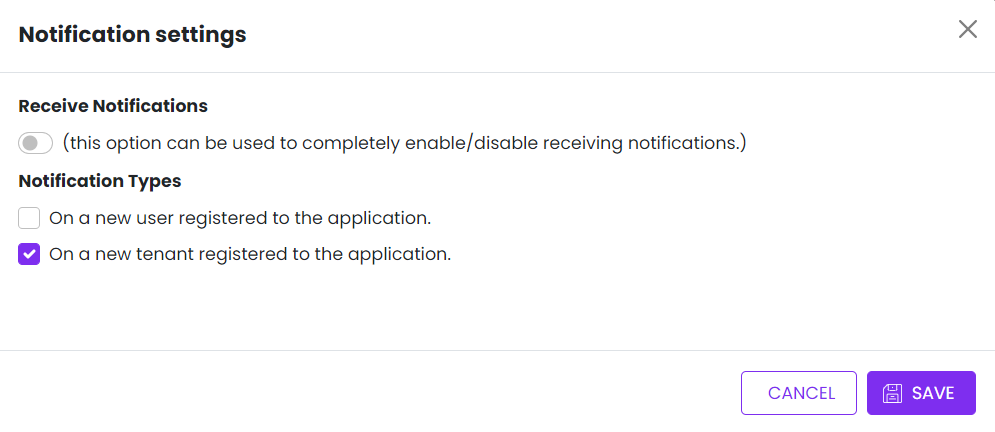 Notification settings
Receive Notifications
(this option can be used to completely enable/disable receiving notifications.)
Notification Types
On a new user registered to the application.
On a new tenant registered to the application.
CANCEL
SAVE